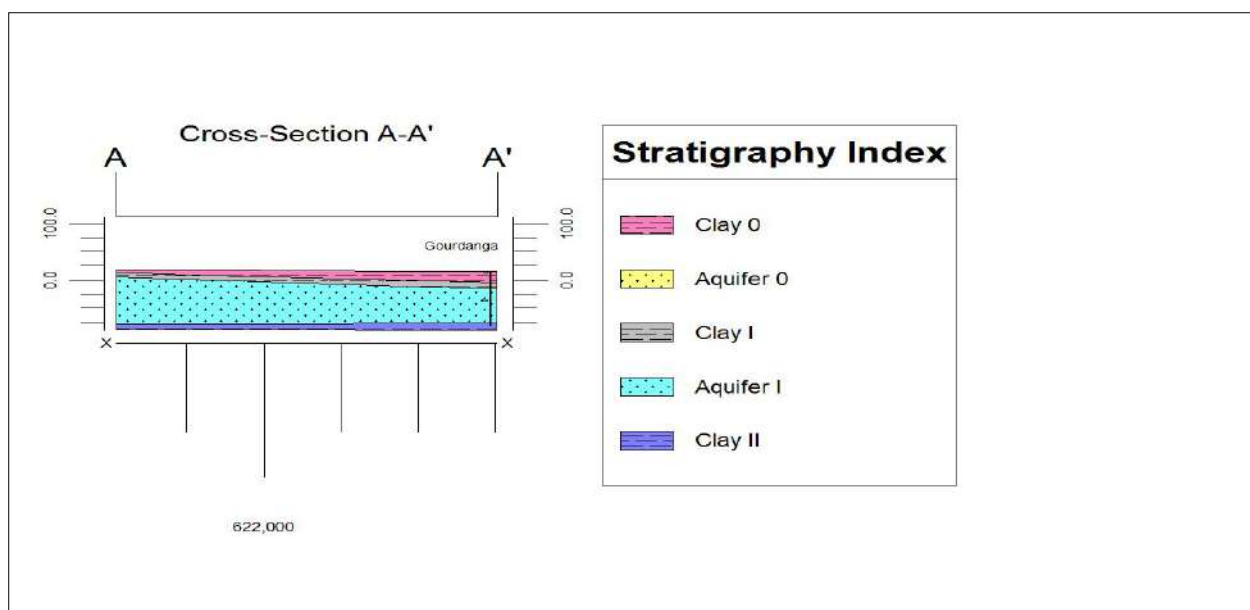 Cross-Section A-A'
A A'
100.0 100.0
Gourdanga
0.0 0.0
X X
622,000
Stratigraphy Index
Clay 0
Aquifer 0
Clay I
Aquifer I
Clay II